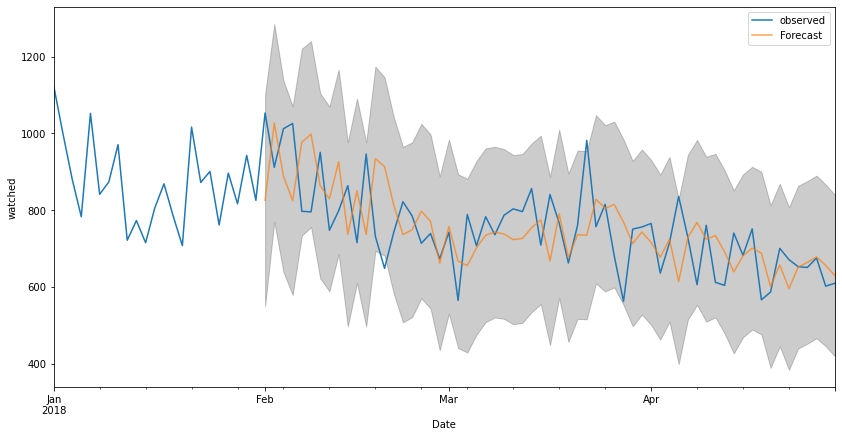 observed
Forecast
1200
1000
800
600
400
watched
Jan
2018
Feb
Mar
Apr
Date